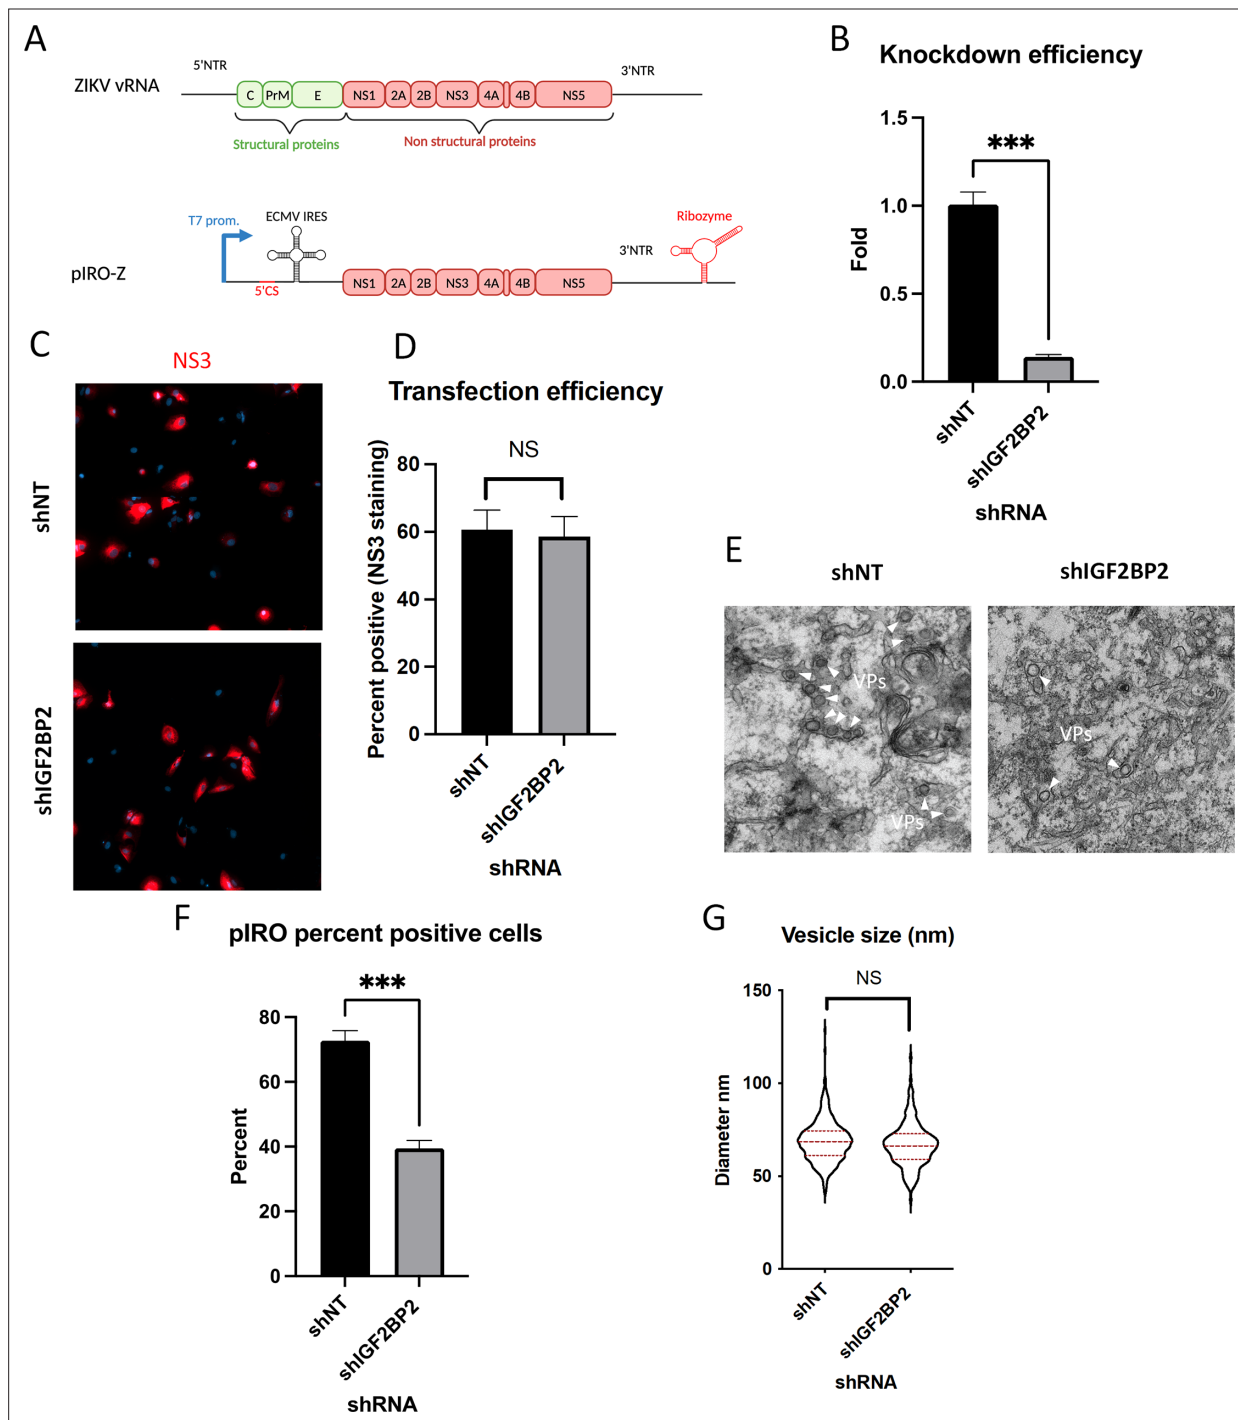 A
5'NTR
3'NTR
ZIKV vRNA
C PrM E NS1 2A 2B NS3 4A 4B NS5
Structural proteins
Non structural proteins
T7 prom.
ECMV IRES
Ribozyme
3'NTR
pIRO-Z
5'CS
NS1 2A 2B NS3 4A 4B NS5
B
Knockdown efficiency
1.5
1.0
0.5
0.0
Fold
***
shNT
shIGF2BP2
shRNA
C
NS3
shNT
shIGF2BP2
D
Transfection efficiency
NS
80
60
40
20
0
Percent positive (NS3 staining)
shNT
shIGF2BP2
shRNA
E
shNT
shIGF2BP2
VPs
VPs
VPs
F
pIRO percent positive cells
***
80
60
40
20
0
Percent
shNT
shIGF2BP2
shRNA
G
Vesicle size (nm)
NS
150
100
50
0
Diameter nm
shNT
shIGF2BP2
shRNA